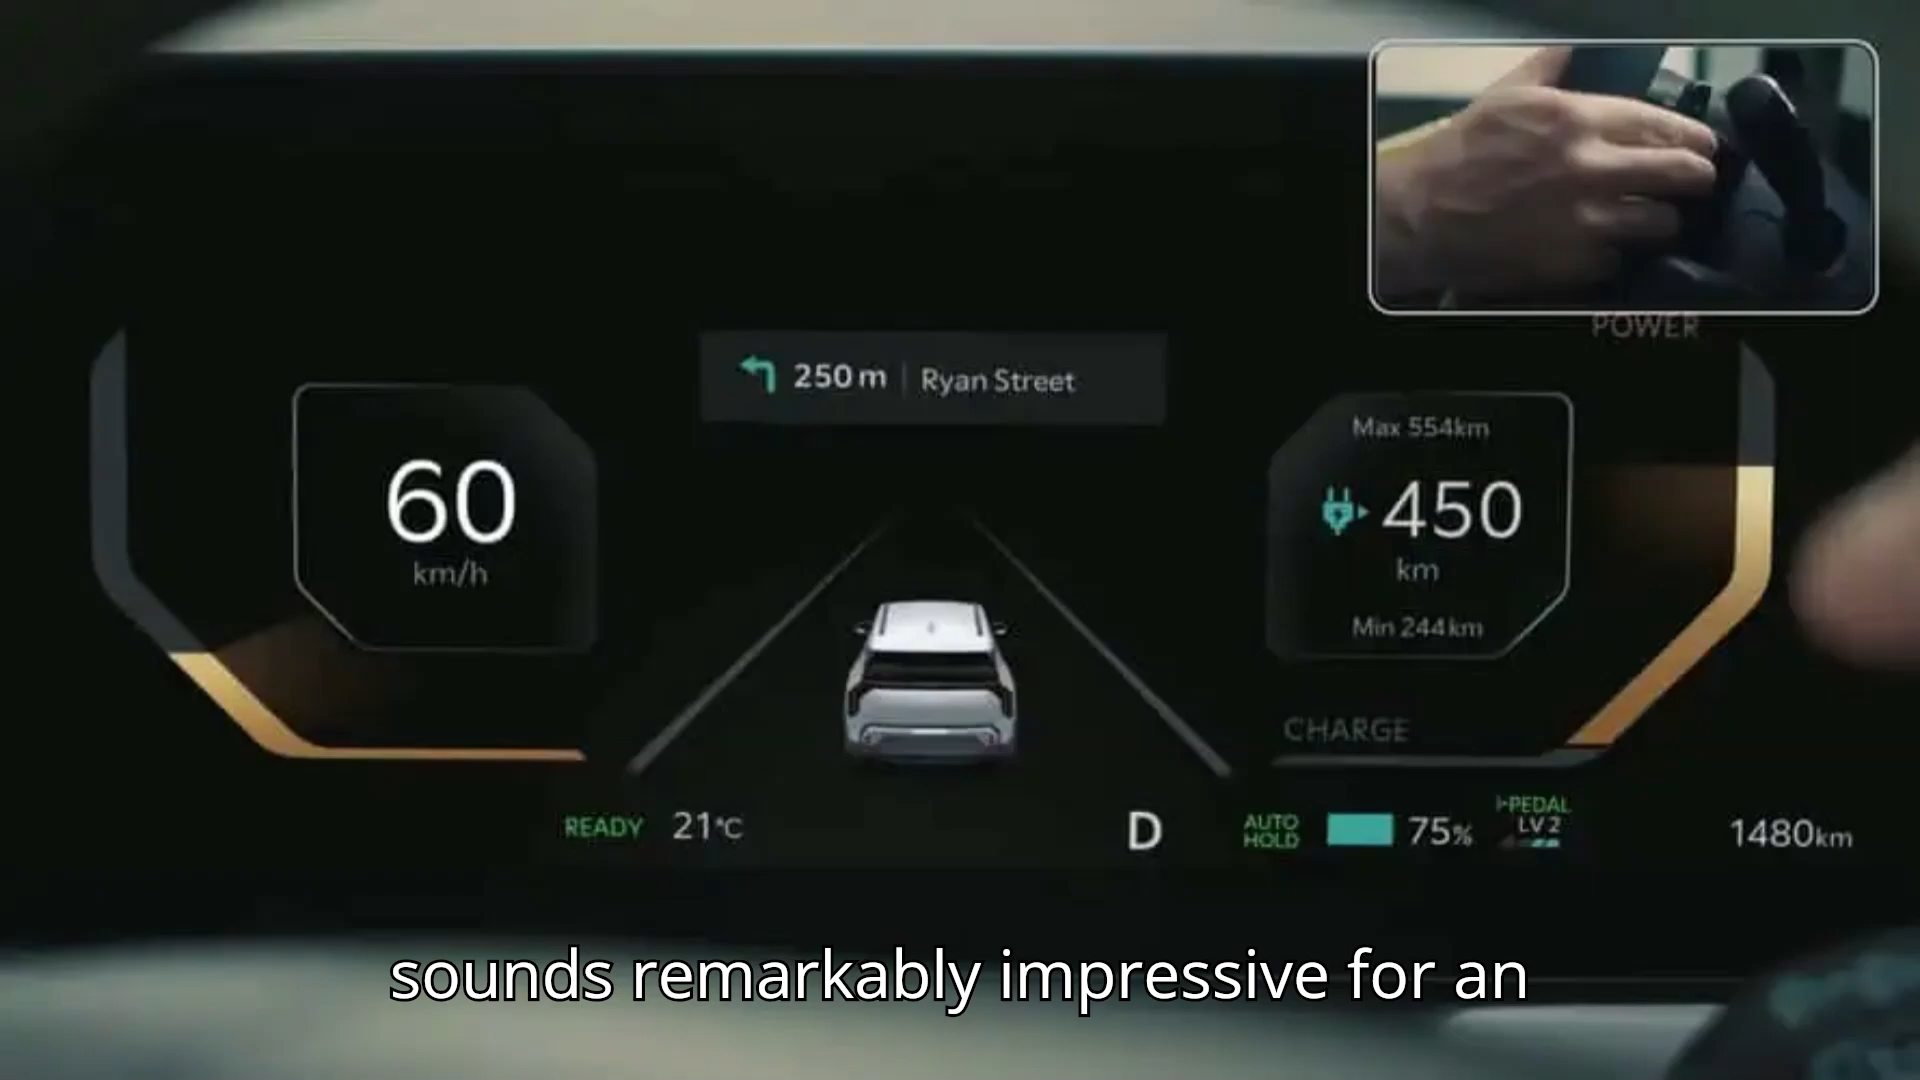 POWER
250 m | Ryan Street
60
km/h
Max 554km
450
km
Min 244km
CHARGE
READY 21°C
D
AUTO HOLD
75%
i-PEDAL
LV 2
1480km
sounds remarkably impressive for an